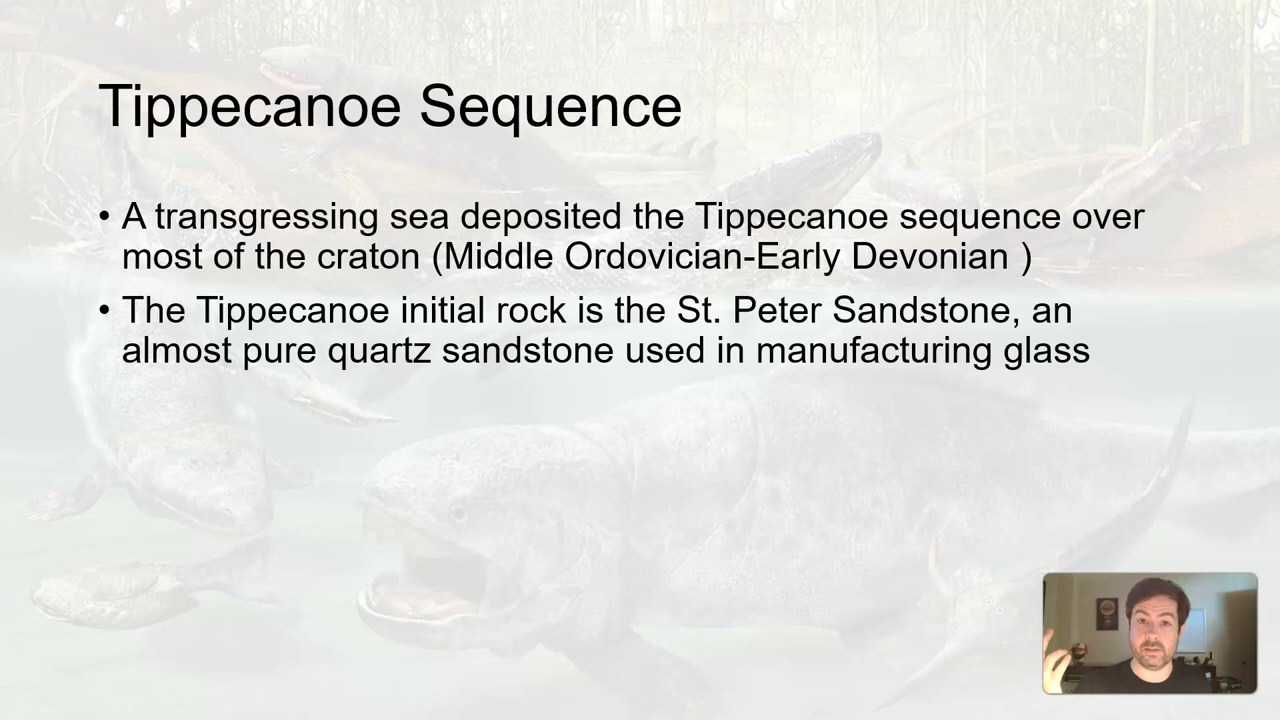 Tippecanoe Sequence
• A transgressing sea deposited the Tippecanoe sequence over
most of the craton (Middle Ordovician-Early Devonian )
• The Tippecanoe initial rock is the St. Peter Sandstone, an
almost pure quartz sandstone used in manufacturing glass